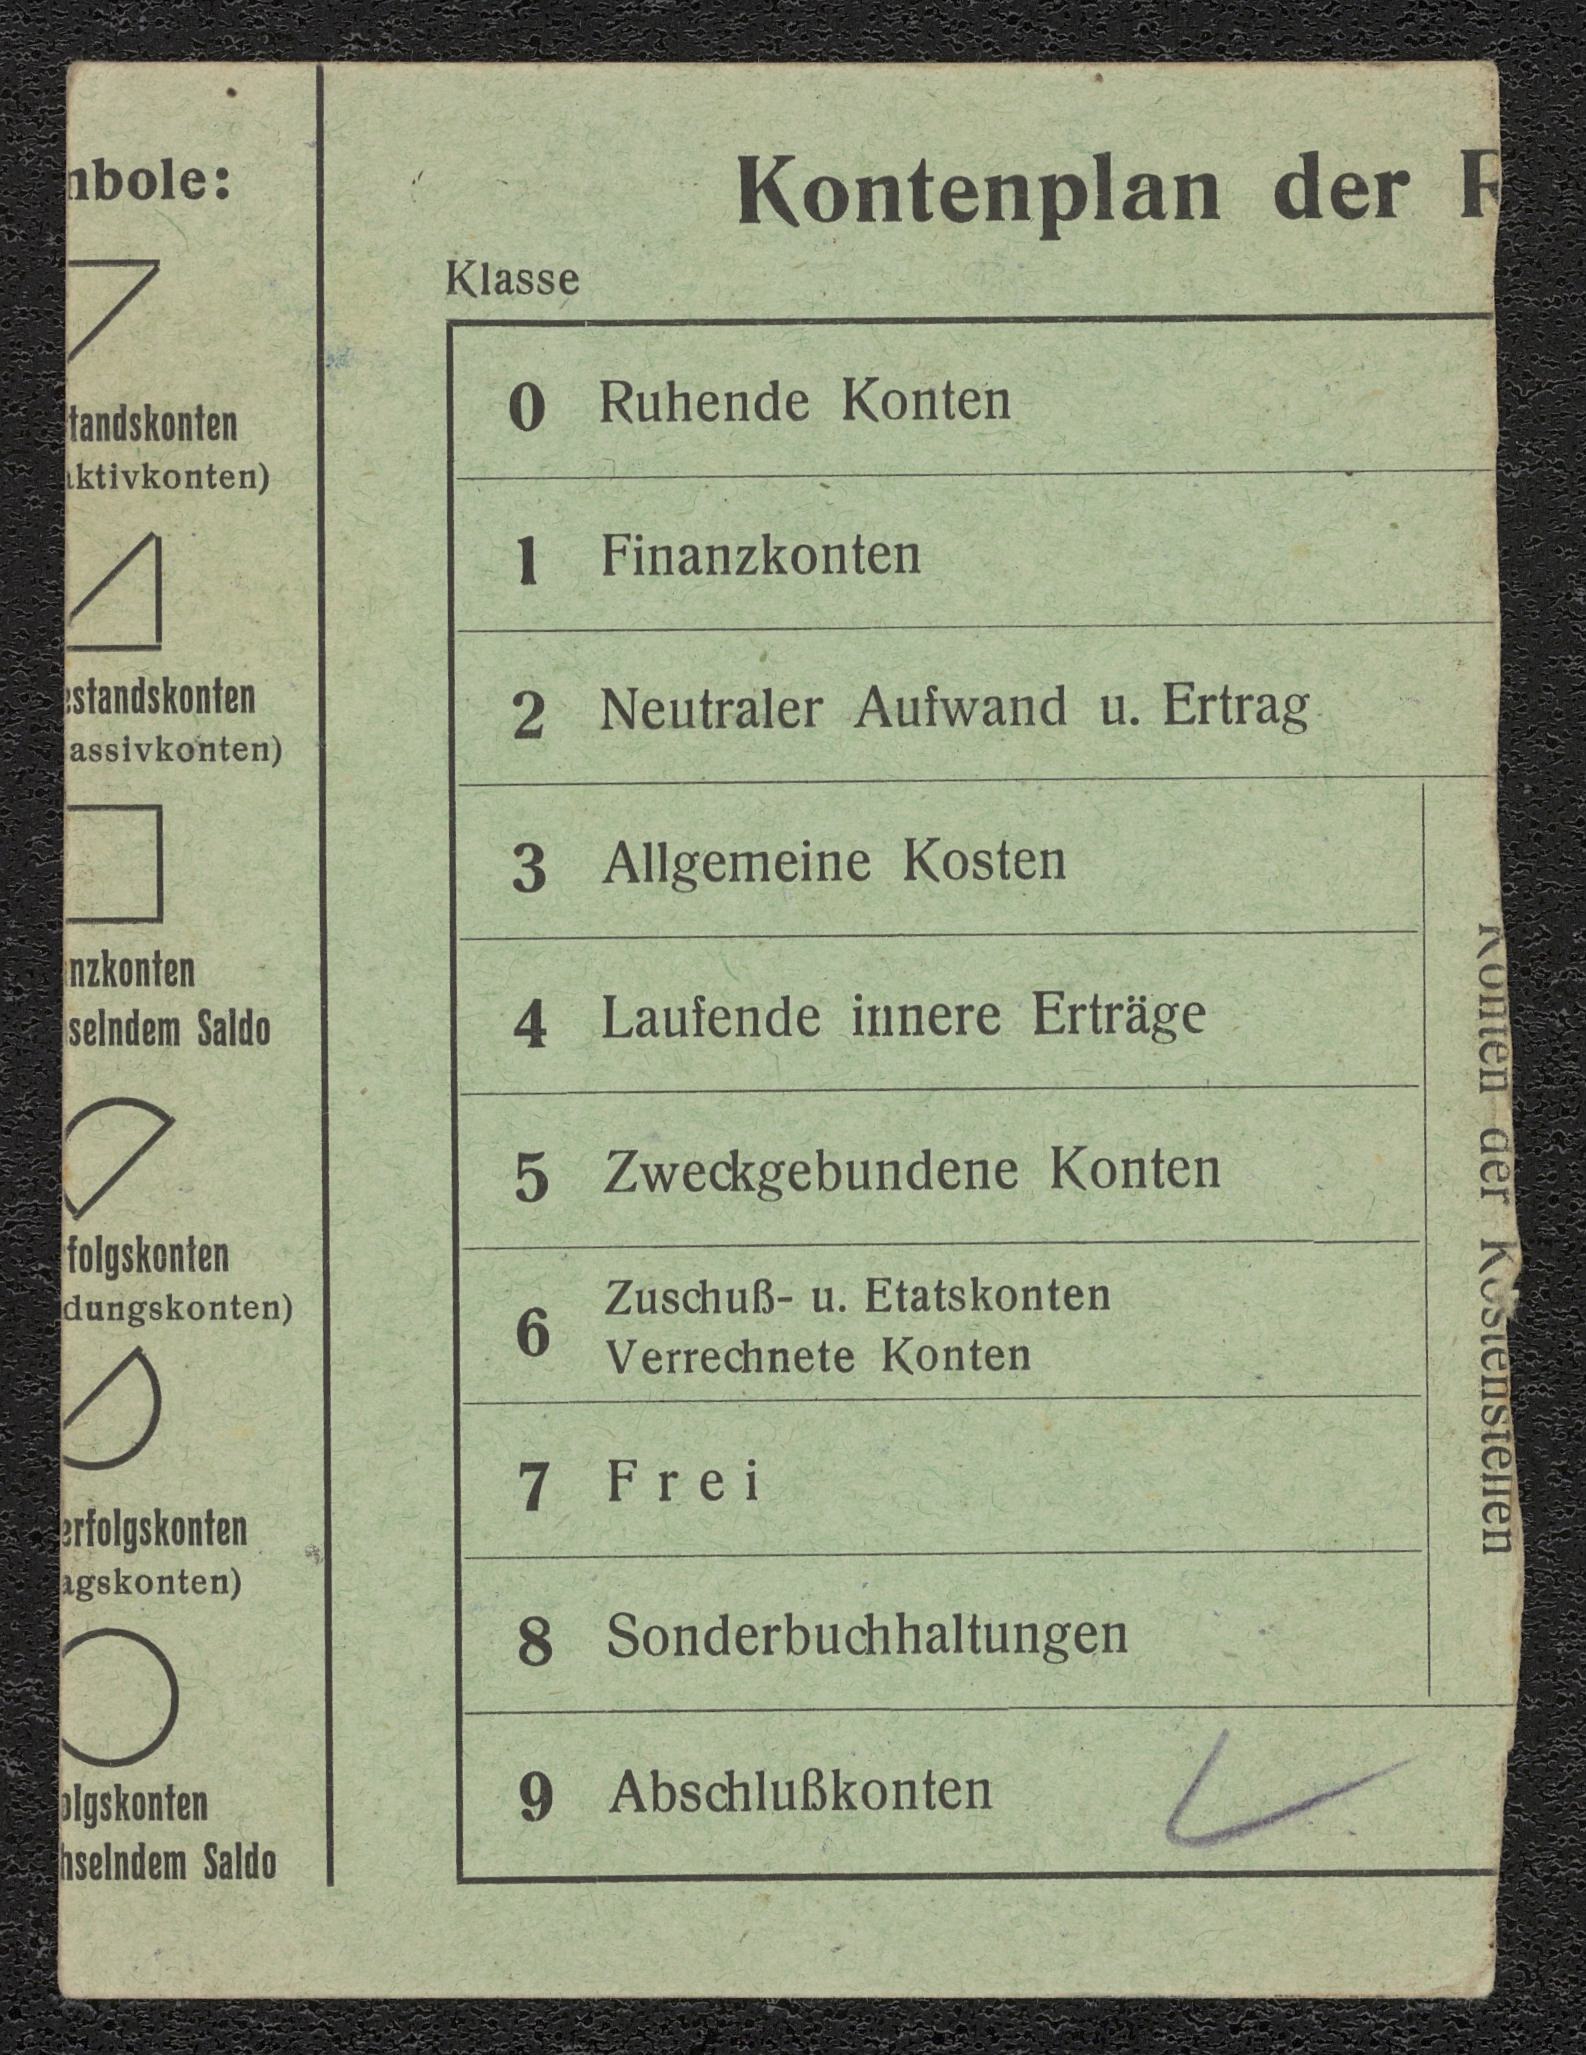 nbole:
tandskonten
aktivkonten)
estandskonten
assivkonten)
nzkonten
selndem Saldo
folgskonten
dungskonten)
erfolgskonten
agskonten)
olgskonten
hselndem Saldo
Kontenplan der
Klasse
0 Ruhende Konten
1 Finanzkonten
2 Neutraler Aufwand u. Ertrag
3 Allgemeine Kosten
4 Laufende innere Erträge
5 Zweckgebundene Konten
6 Zuschuß- u. Etatskonten
Verrechnete Konten
7 Frei
8 Sonderbuchhaltungen
9 Abschlußkonten
Konten der Kostenstellen